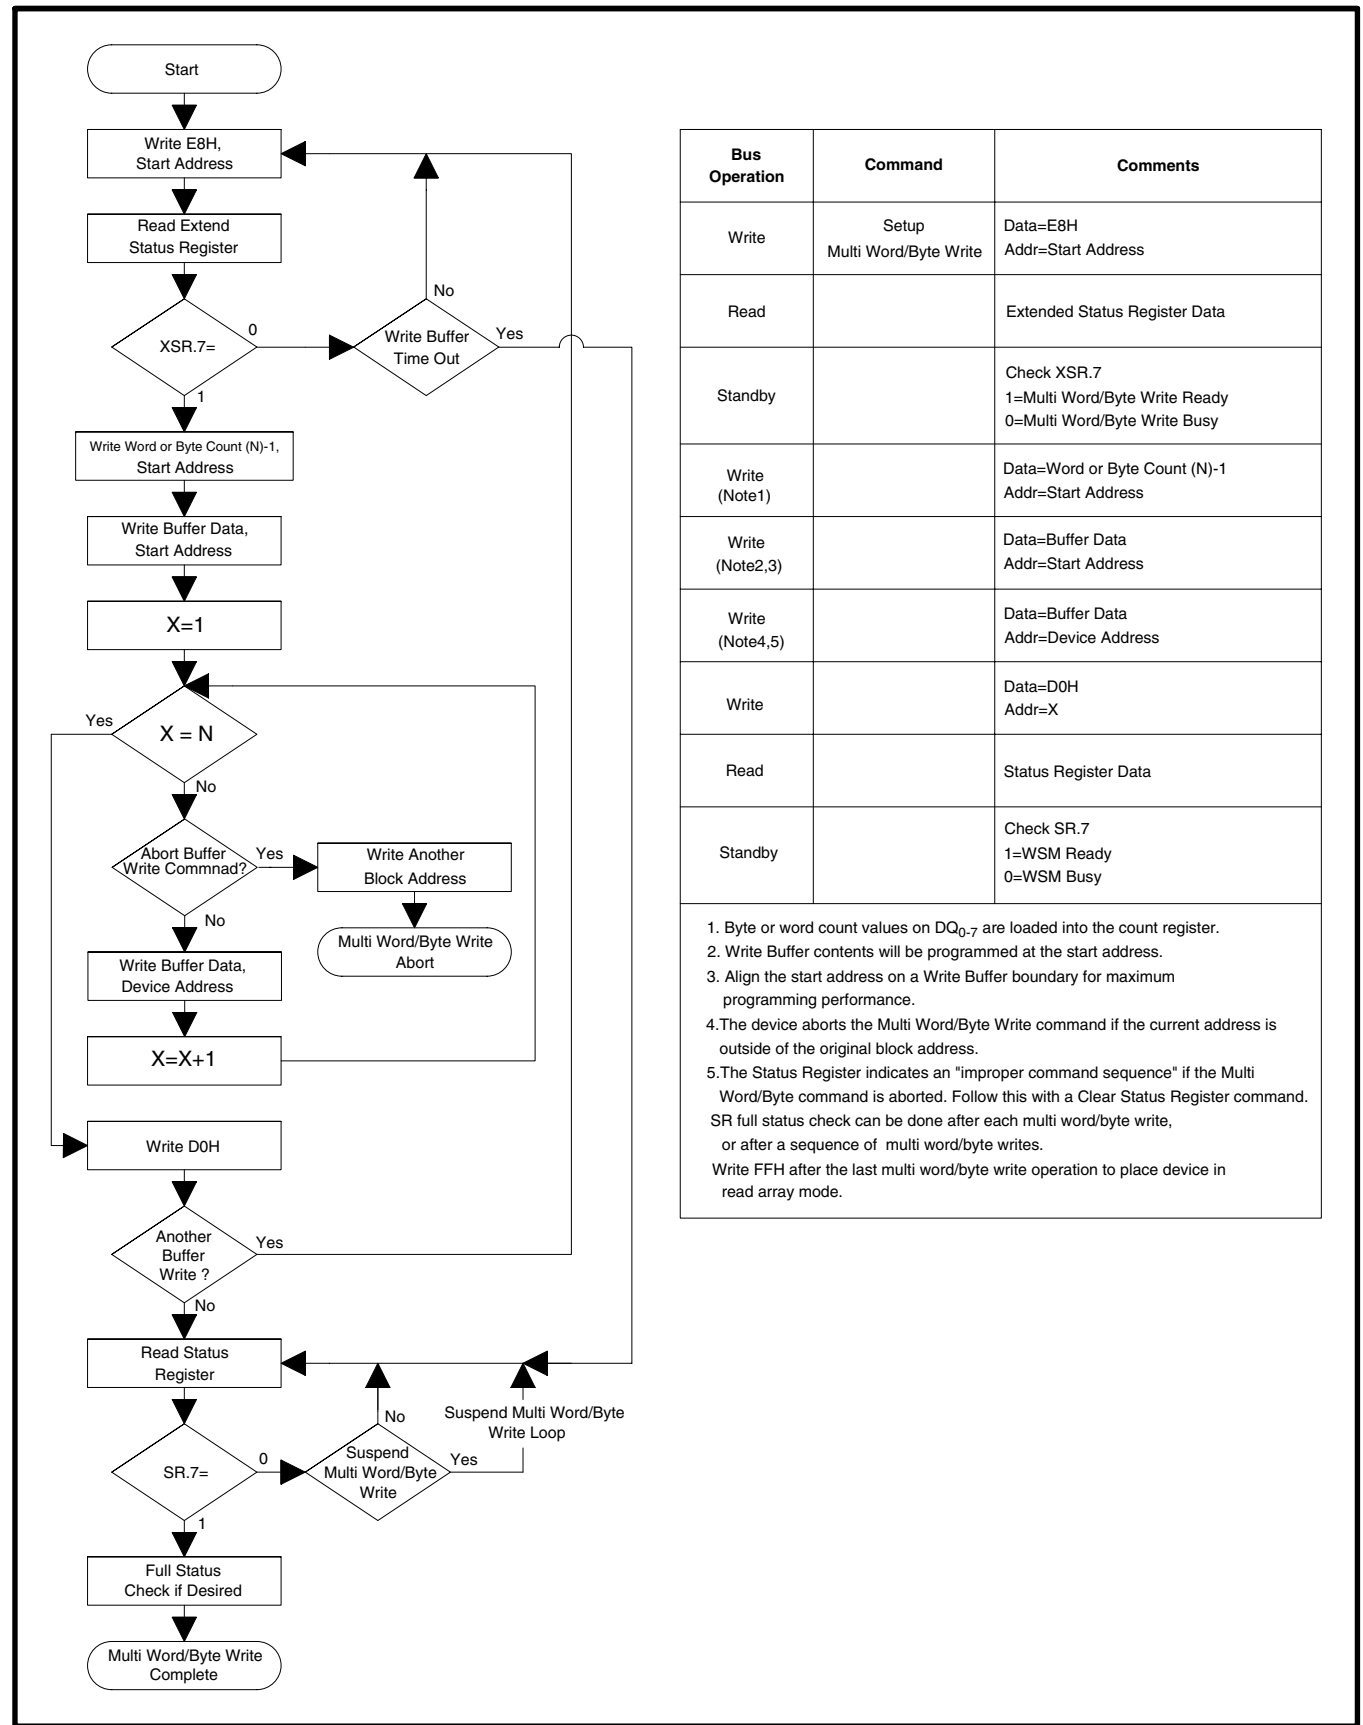 Start
Write E8H,
Start Address
Read Extend
Status Register
XSR.7=
0
1
Write Buffer
Time Out
No
Yes
Write Word or Byte Count (N)-1,
Start Address
Write Buffer Data,
Start Address
X=1
X = N
Yes
No
Abort Buffer
Write Commnad?
Yes
No
Write Another
Block Address
Multi Word/Byte Write
Abort
Write Buffer Data,
Device Address
X=X+1
Write D0H
Another
Buffer
Write ?
Yes
No
Read Status
Register
SR.7=
0
1
Suspend
Multi Word/Byte
Write
No
Yes
Suspend Multi Word/Byte
Write Loop
Full Status
Check if Desired
Multi Word/Byte Write
Complete
Bus
Operation
Command
Comments
Write
Setup
Multi Word/Byte Write
Data=E8H
Addr=Start Address
Read
Extended Status Register Data
Standby
Check XSR.7
1=Multi Word/Byte Write Ready
0=Multi Word/Byte Write Busy
Write
(Note1)
Data=Word or Byte Count (N)-1
Addr=Start Address
Write
(Note2,3)
Data=Buffer Data
Addr=Start Address
Write
(Note4,5)
Data=Buffer Data
Addr=Device Address
Write
Data=D0H
Addr=X
Read
Status Register Data
Standby
Check SR.7
1=WSM Ready
0=WSM Busy
1. Byte or word count values on DQ0-7 are loaded into the count register.
2. Write Buffer contents will be programmed at the start address.
3. Align the start address on a Write Buffer boundary for maximum
programming performance.
4.The device aborts the Multi Word/Byte Write command if the current address is
outside of the original block address.
5.The Status Register indicates an "improper command sequence" if the Multi
Word/Byte command is aborted. Follow this with a Clear Status Register command.
SR full status check can be done after each multi word/byte write,
or after a sequence of multi word/byte writes.
Write FFH after the last multi word/byte write operation to place device in
read array mode.